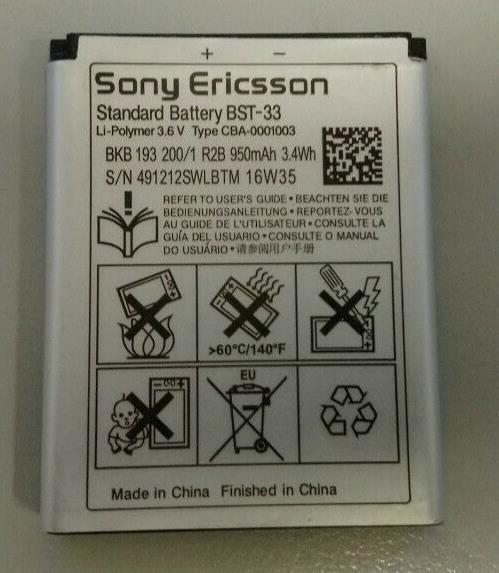 + −
Sony Ericsson
Standard Battery BST-33
Li-Polymer 3.6 V Type CBA-0001003
BKB 193 200/1 R2B 950mAh 3.4Wh
S/N 491212SWLBTM 16W35
REFER TO USER'S GUIDE • BEACHTEN SIE DIE
BEDIENUNGSANLEITUNG • REPORTEZ-VOUS
AU GUIDE DE L'UTILISATEUR • CONSULTE LA
GUÍA DEL USUARIO • CONSULTE O MANUAL
DO USUÁRIO • 请参阅用户手册
>60°C/140°F
EU
Made in China Finished in China